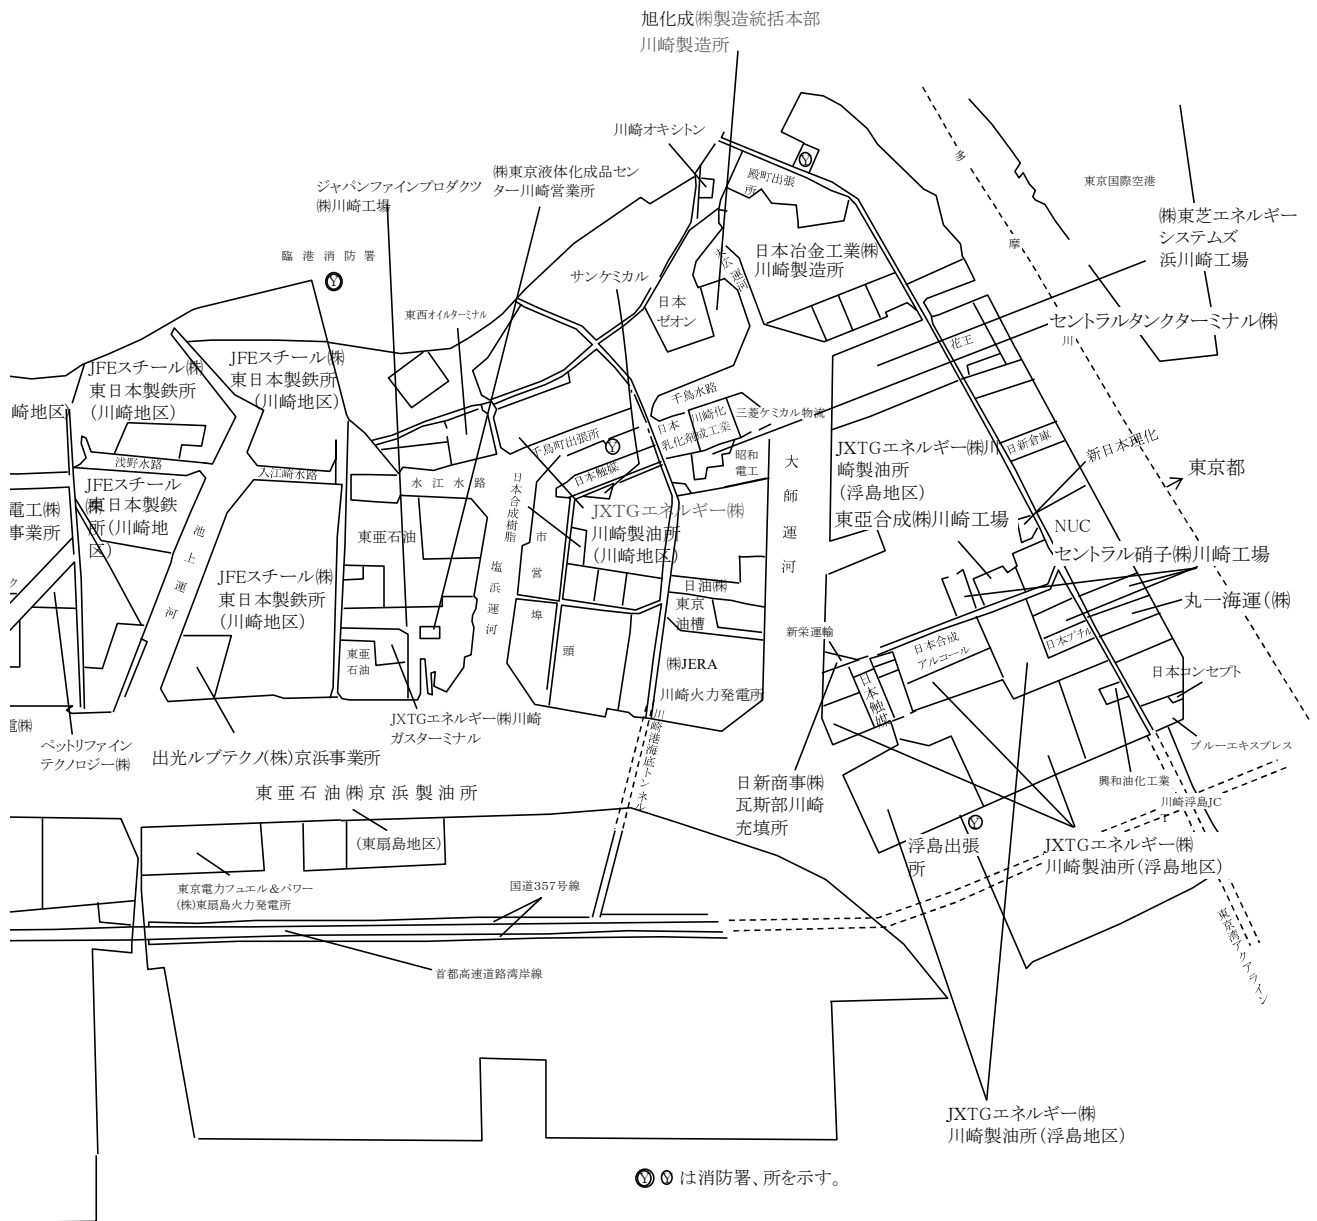 旭化成㈱製造統括本部
川崎製造所
川崎オキシトン
㈱東京液体化成品セン
ター川崎営業所
ジャパンファインプロダクツ
㈱川崎工場
殿町出張
所
多
摩
川
東京国際空港
㈱東芝エネルギー
システムズ
浜川崎工場
臨港消防署
日本冶金工業㈱
川崎製造所
サンケミカル
日本
ゼオン
東西オイルターミナル
セントラルタンクターミナル㈱
花王
JFEスチール㈱
東日本製鉄所
(川崎地区)
JFEスチール㈱
東日本製鉄所
(川崎地区)
崎地区)
千鳥水路
日本
乳化剤
川崎化
成工業
三菱ケミカル物流
千鳥町出張所
日本触媒
昭和
電工
大師運河
JXTGエネルギー㈱川
崎製油所
(浮島地区)
日新倉庫
新日本理化
東京都
浅野水路
入江崎水路
水江水路
JFEスチール
㈱
東日本製鉄
所(川崎地
区)
電工㈱
事業所
池上運河
東亜石油
日本合成樹脂
JXTGエネルギー㈱
川崎製油所
(川崎地区)
東亞合成㈱川崎工場
NUC
セントラル硝子㈱川崎工場
丸一海運(㈱
ク
JFEスチール㈱
東日本製鉄所
(川崎地区)
塩浜運河
市営埠頭
日油㈱
東京
油槽
新栄運輸
日本合成
アルコール
日本ブチル
東亜
石油
㈱JERA
川崎火力発電所
日本触媒
日本コンセプト
JXTGエネルギー㈱川崎
ガスターミナル
川崎港海底トンネル
ペットリファイン
テクノロジー㈱
出光ルブテクノ(株)京浜事業所
ブルーエキスプレス
興和油化工業
日新商事㈱
瓦斯部川崎
充填所
東亜石油㈱京浜製油所
(東扇島地区)
川崎浮島JC
T
浮島出張
所
JXTGエネルギー㈱
川崎製油所(浮島地区)
東京電力フュエル&パワー
(株)東扇島火力発電所
国道357号線
首都高速道路湾岸線
東京湾アクアライン
JXTGエネルギー㈱
川崎製油所(浮島地区)
Y Y は消防署、所を示す。